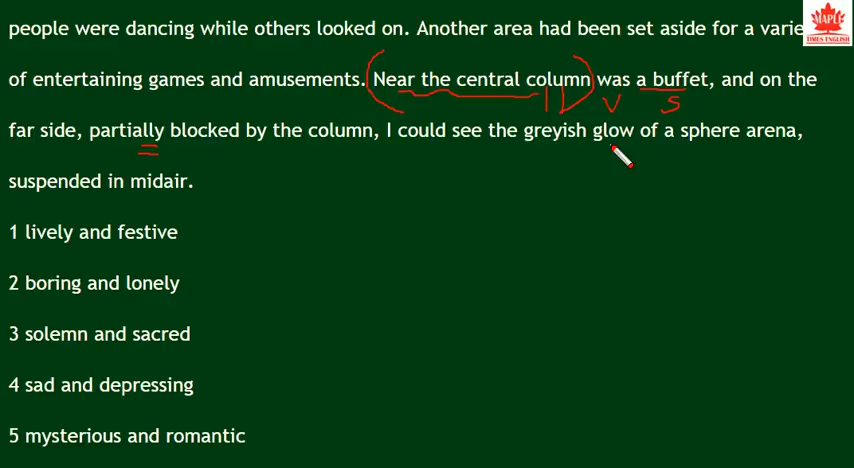 people were dancing while others looked on. Another area had been set aside for a varie
MAPLE
TIMES ENGLISH
of entertaining games and amusements. Near the central column was a buffet, and on the
V S
far side, partially blocked by the column, I could see the greyish glow of a sphere arena,
suspended in midair.
1 lively and festive
2 boring and lonely
3 solemn and sacred
4 sad and depressing
5 mysterious and romantic